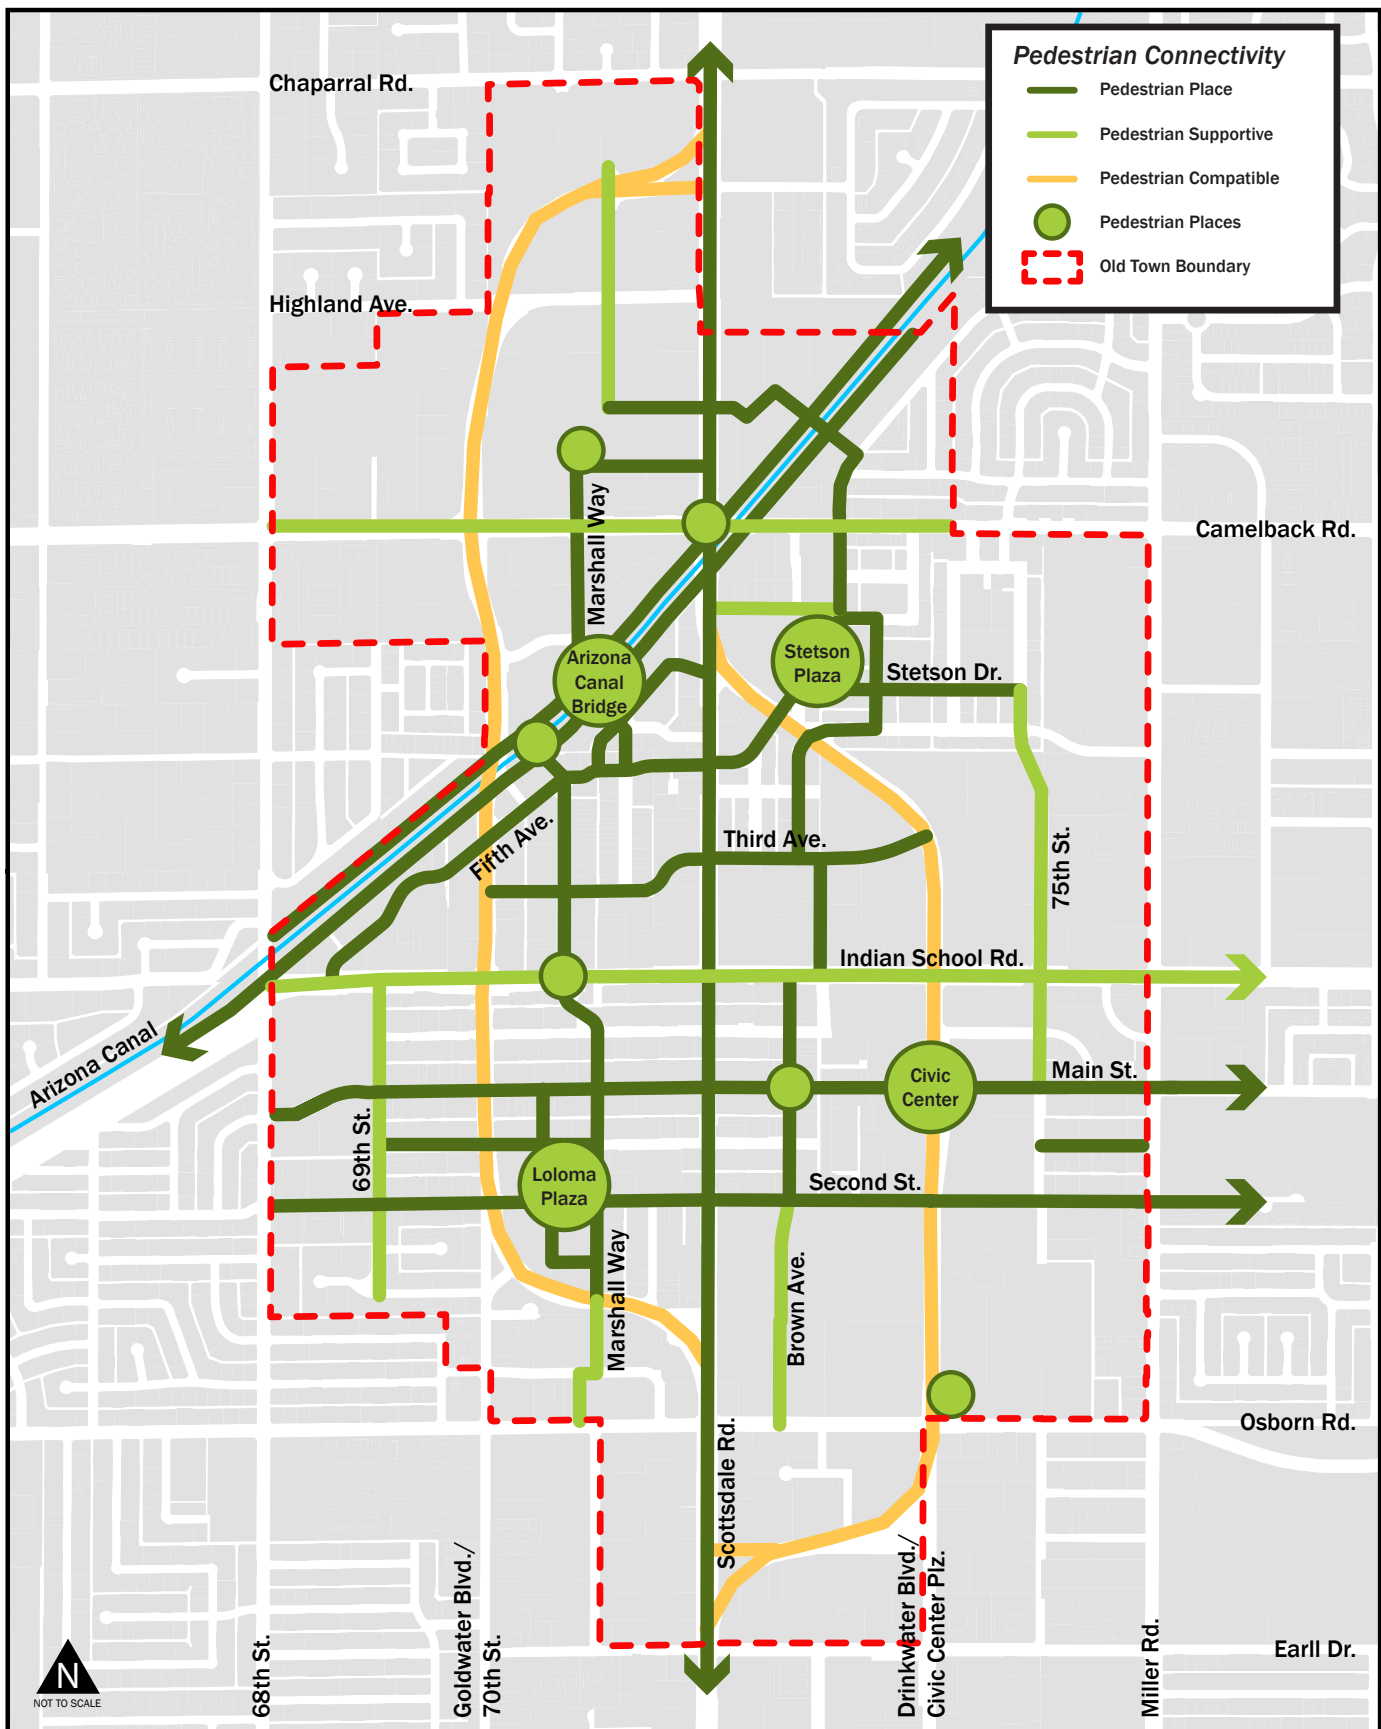 Pedestrian Connectivity
Pedestrian Place
Pedestrian Supportive
Pedestrian Compatible
Pedestrian Places
Old Town Boundary
Chaparral Rd.
Highland Ave.
Marshall Way
Camelback Rd.
Arizona
Canal
Bridge
Stetson
Plaza
Stetson Dr.
Fifth Ave.
Third Ave.
75th St.
Indian School Rd.
Arizona Canal
Main St.
Civic
Center
69th St.
Loloma
Plaza
Second St.
Marshall Way
Brown Ave.
Osborn Rd.
Scottsdale Rd.
Goldwater Blvd./
70th St.
Drinkwater Blvd./
Civic Center Plz.
68th St.
Miller Rd.
Earll Dr.
N
NOT TO SCALE